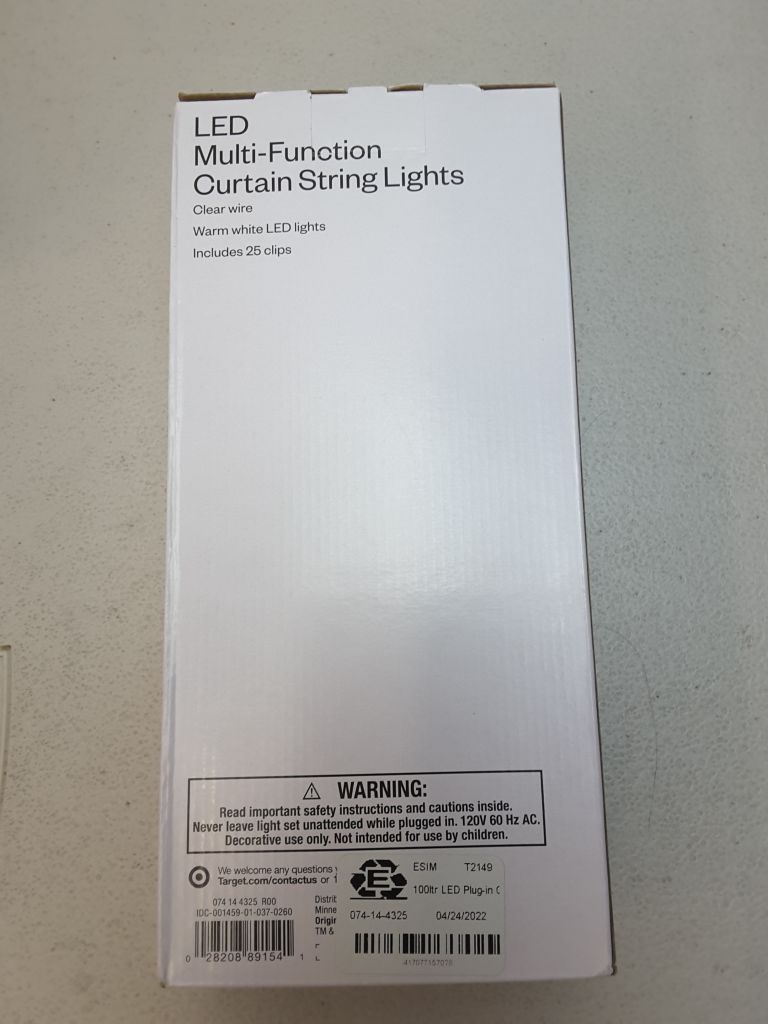 LED
Multi-Function
Curtain String Lights
Clear wire
Warm white LED lights
Includes 25 clips
WARNING:
Read important safety instructions and cautions inside.
Never leave light set unattended while plugged in. 120V 60 Hz AC.
Decorative use only. Not intended for use by children.
We welcome any questions
Target.com/contactus or 1
074 14 4325 R00
IDC-001459-01-037-0260
0 28208 89154 1
Distrit
Minne
Origir
TM &
E
ESIM T2149
100ltr LED Plug-in C
074-14-4325 04/24/2022